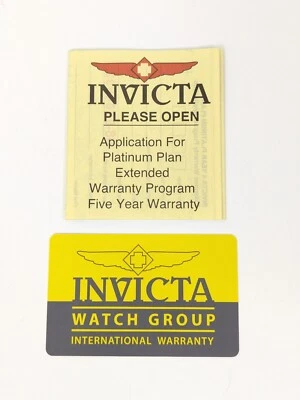 INVICTA
PLEASE OPEN
Application For
Platinum Plan
Extended
Warranty Program
Five Year Warranty
INVICTA
WATCH GROUP
INTERNATIONAL WARRANTY